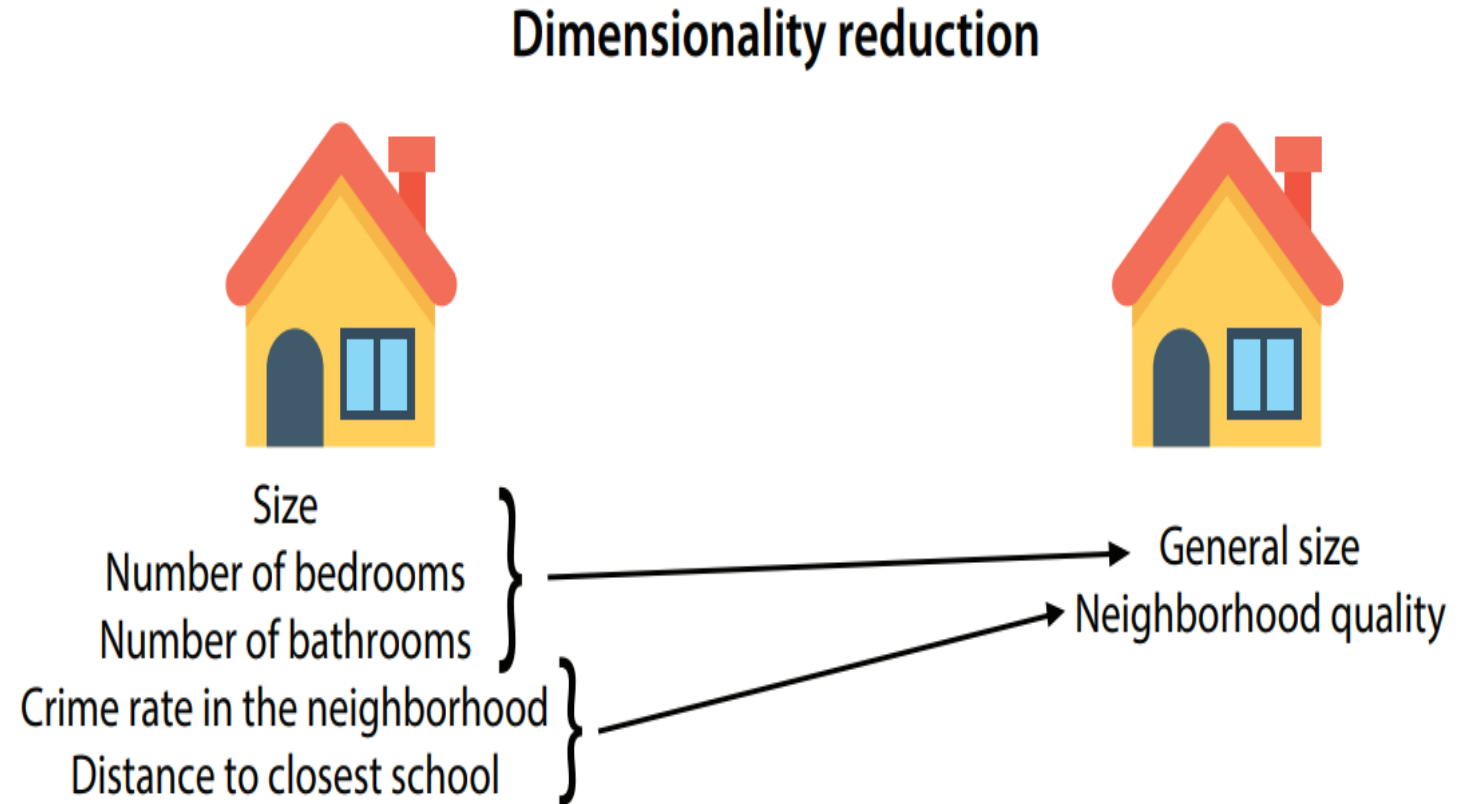 Dimensionality reduction
Size
Number of bedrooms
Number of bathrooms
Crime rate in the neighborhood
Distance to closest school
General size
Neighborhood quality